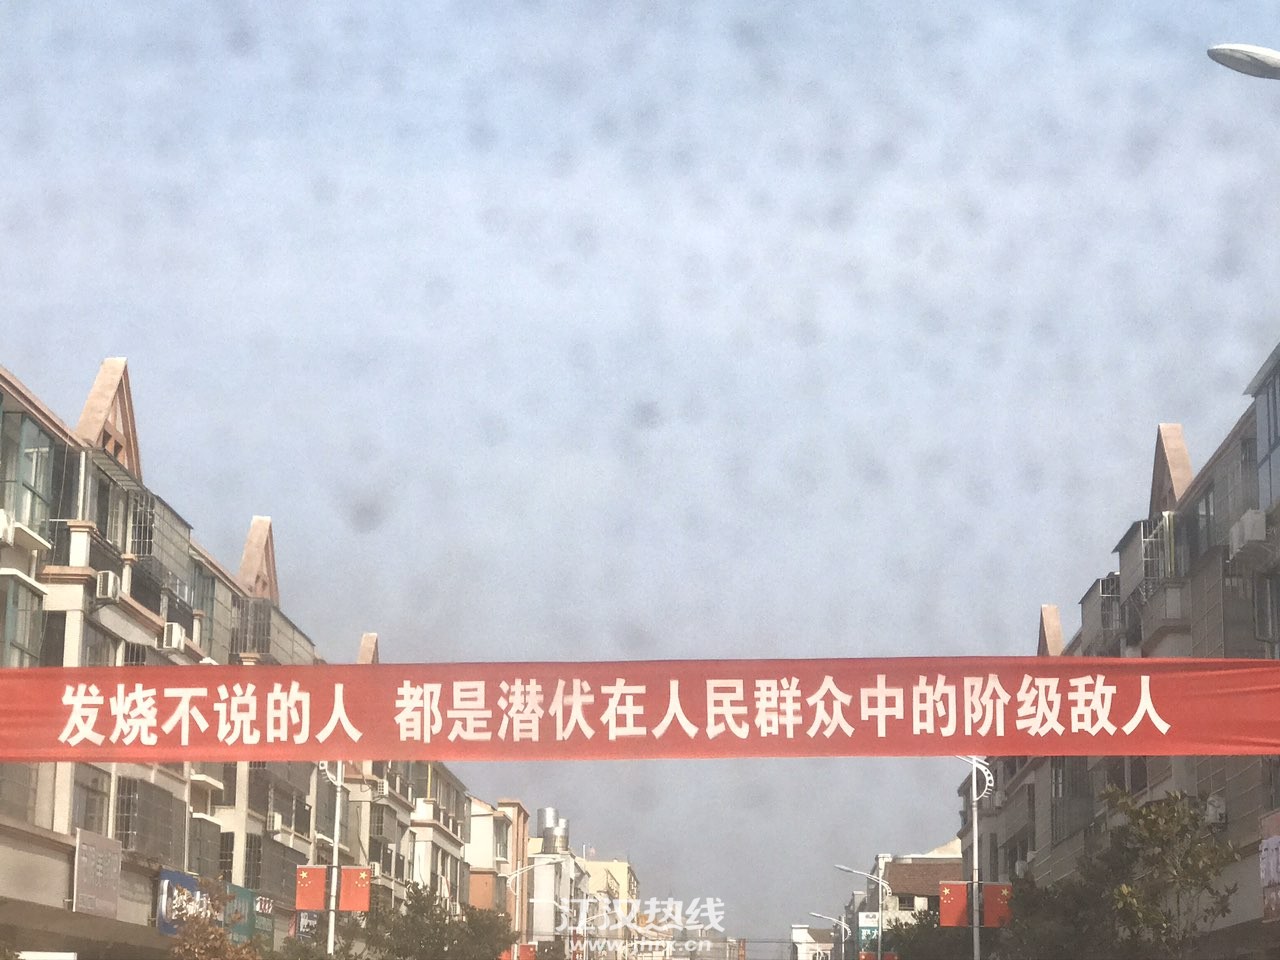 发烧不说的人 都是潜伏在人民群众中的阶级敌人
江汉热线
www.jhrx.cn